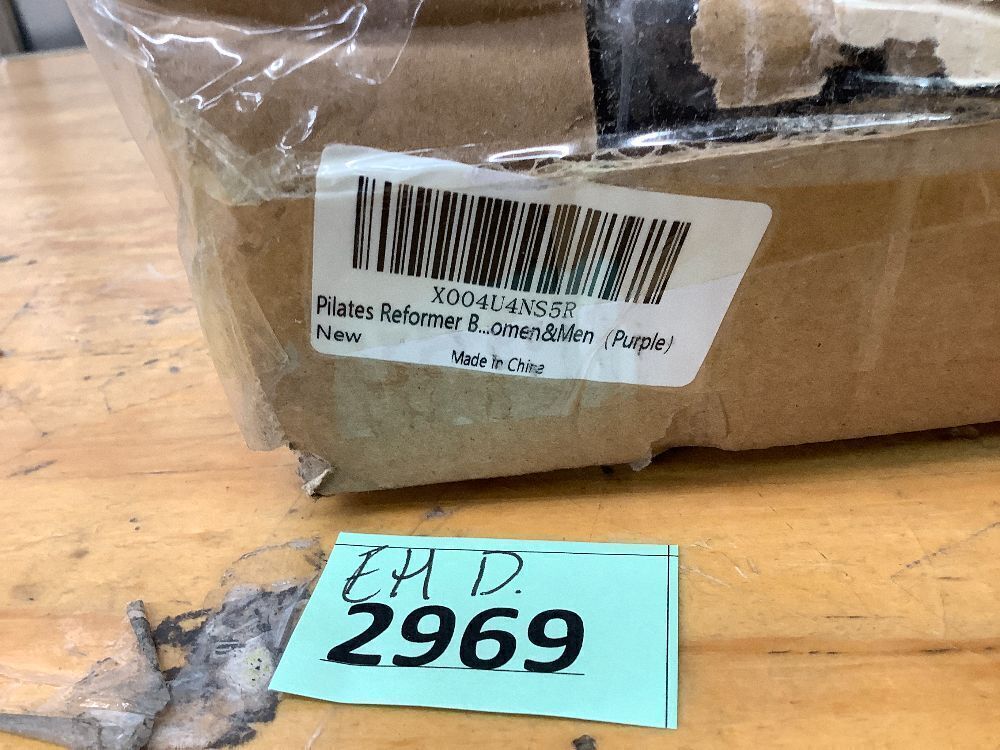 X004U4NS5R
Pilates Reformer B...omen&Men (Purple)
New
Made in China
EH D.
2969